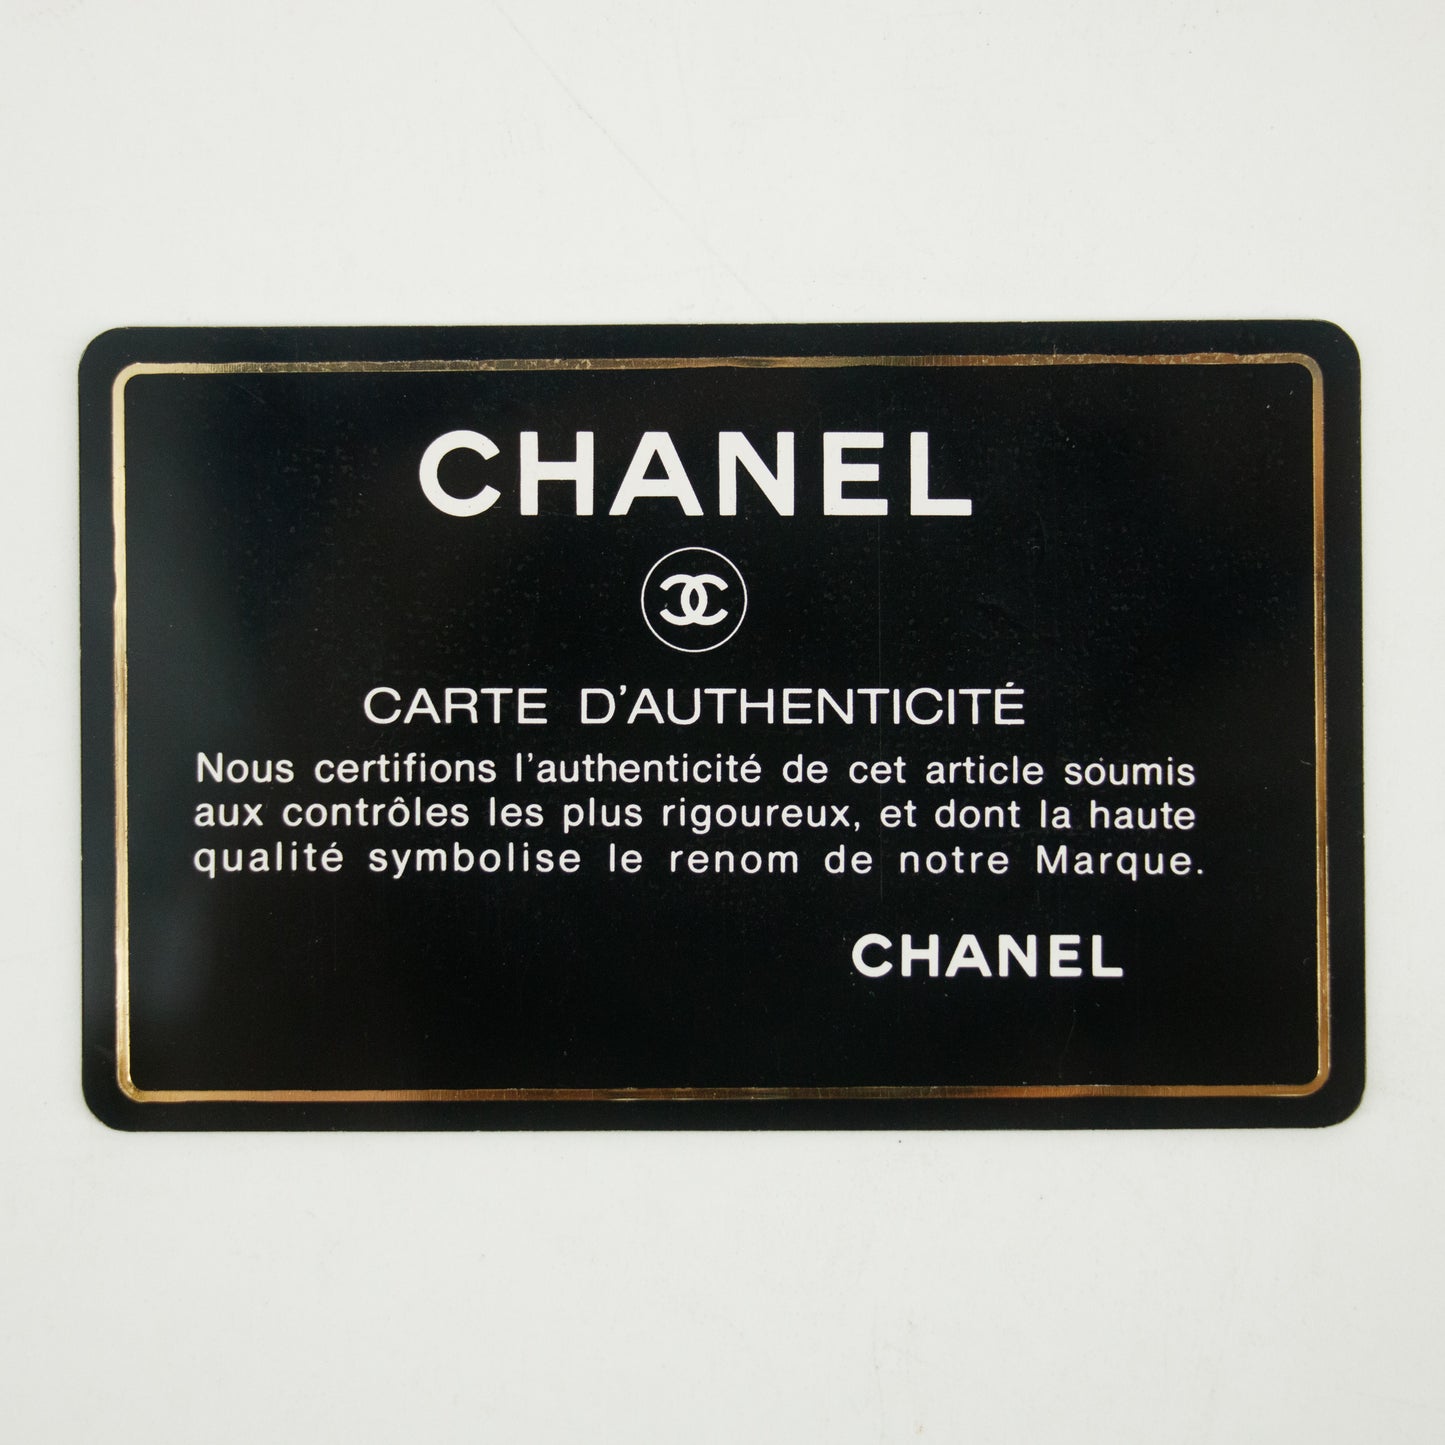 CHANEL
CARTE D'AUTHENTICITÉ
Nous certifions l'authenticité de cet article soumis
aux contrôles les plus rigoureux, et dont la haute
qualité symbolise le renom de notre Marque.
CHANEL